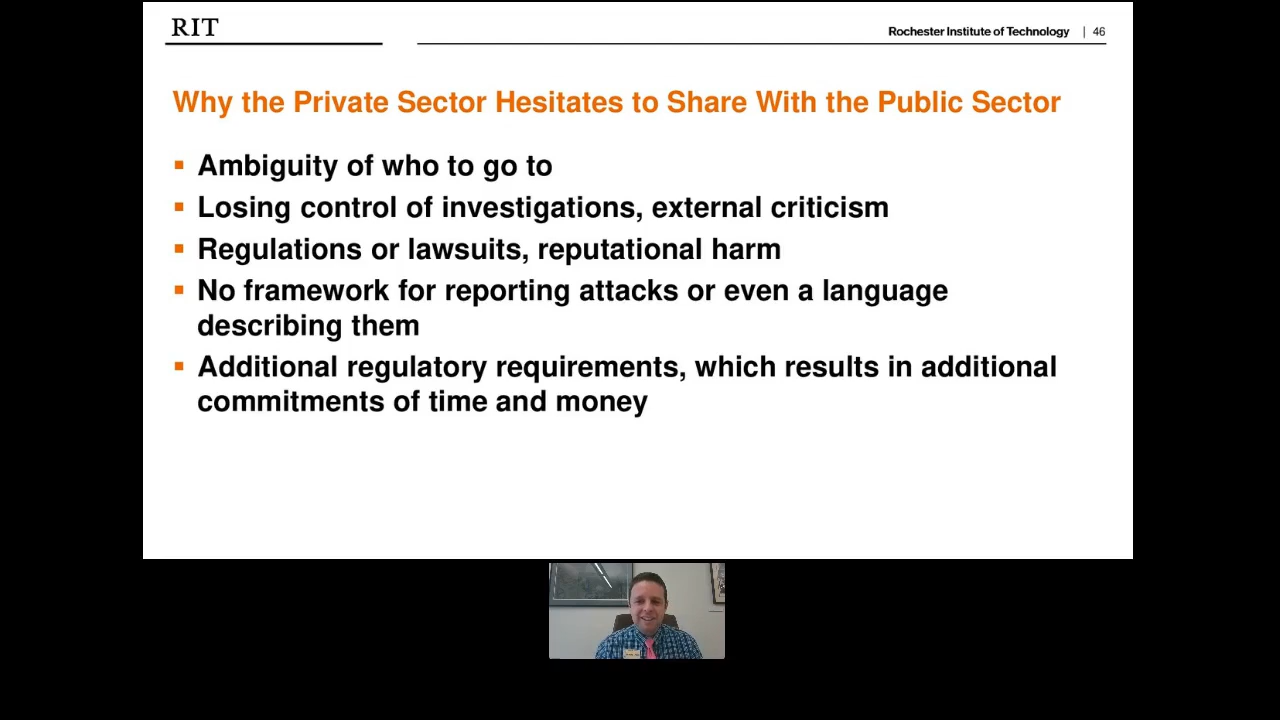 RIT
Rochester Institute of Technology | 46
Why the Private Sector Hesitates to Share With the Public Sector
▪ Ambiguity of who to go to
▪ Losing control of investigations, external criticism
▪ Regulations or lawsuits, reputational harm
▪ No framework for reporting attacks or even a language
describing them
▪ Additional regulatory requirements, which results in additional
commitments of time and money